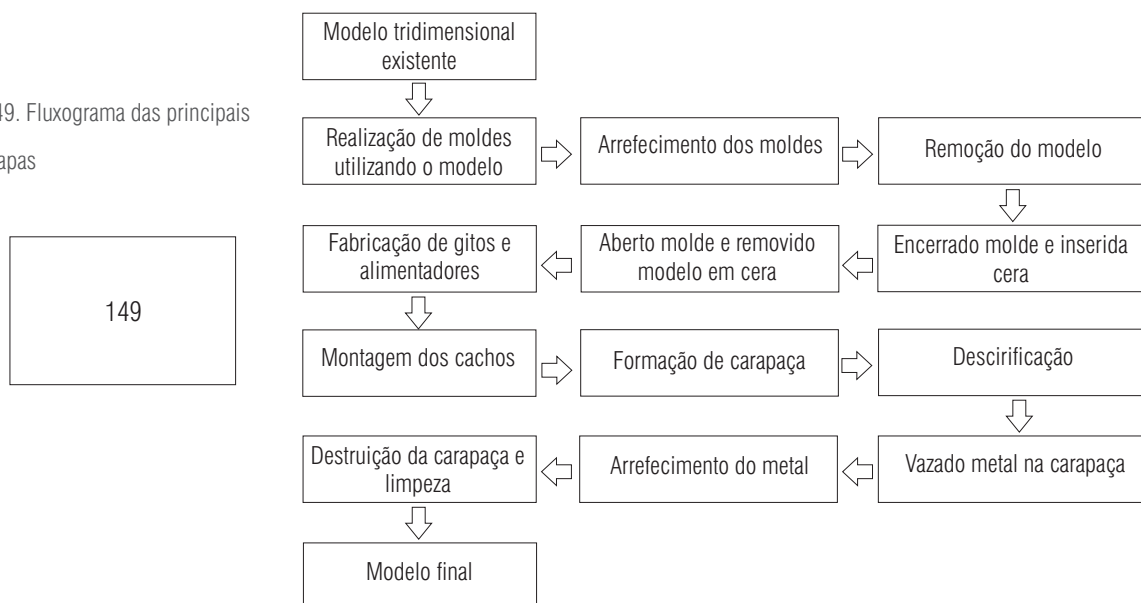 Modelo tridimensional
existente
49. Fluxograma das principais
apas
Realização de moldes
utilizando o modelo
Arrefecimento dos moldes
Remoção do modelo
Fabricação de gitos e
alimentadores
Aberto molde e removido
modelo em cera
Encerrado molde e inserida
cera
149
Montagem dos cachos
Formação de carapaça
Descirificação
Destruição da carapaça e
limpeza
Arrefecimento do metal
Vazado metal na carapaça
Modelo final